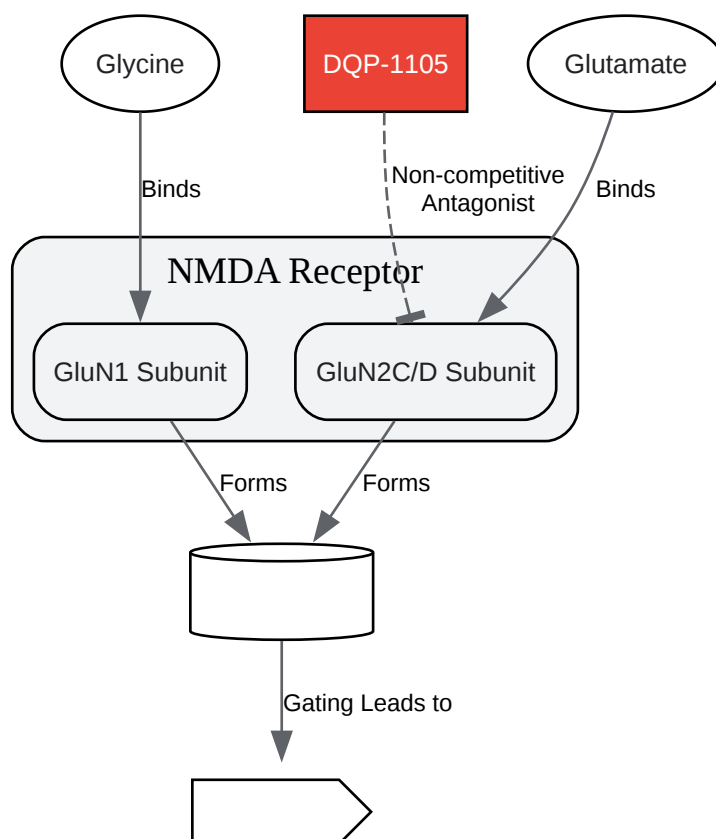 Glycine
DQP-1105
Glutamate
Binds
Non-competitive
Antagonist
Binds
NMDA Receptor
GluN1 Subunit
GluN2C/D Subunit
Forms
Forms
Gating Leads to